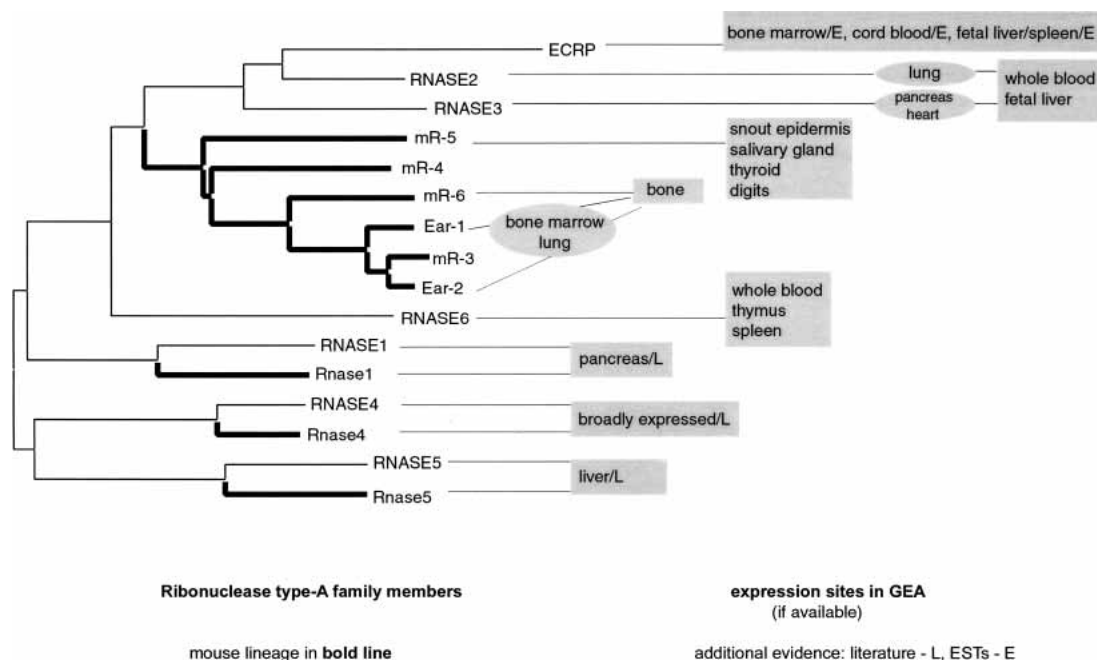 bone marrow/E, cord blood/E, fetal liver/spleen/E
ECRP
RNASE2
lung
whole blood
fetal liver
RNASE3
pancreas
heart
mR-5
snout epidermis
salivary gland
thyroid
digits
mR-4
mR-6
bone
Ear-1
bone marrow
lung
mR-3
Ear-2
whole blood
thymus
spleen
RNASE6
RNASE1
pancreas/L
Rnase1
RNASE4
broadly expressed/L
Rnase4
RNASE5
liver/L
Rnase5
Ribonuclease type-A family members
expression sites in GEA
(if available)
mouse lineage in bold line
additional evidence: literature - L, ESTs - E